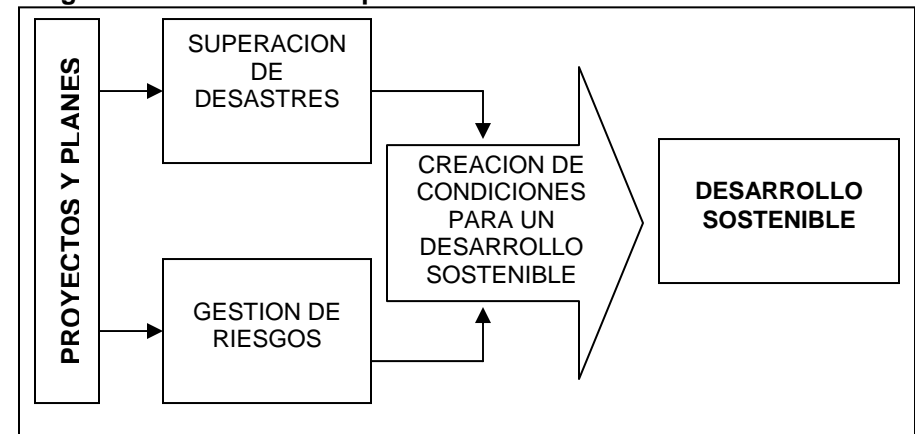 PROYECTOS Y PLANES
SUPERACION
DE
DESASTRES
GESTION DE
RIESGOS
CREACION DE
CONDICIONES
PARA UN
DESARROLLO
SOSTENIBLE
DESARROLLO
SOSTENIBLE